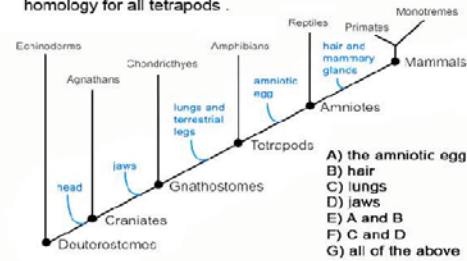 homology for all tetrapods .
Monotremes
Reptiles
Primates
Echinoderms
Amphibians
hair and
mammary
glands
Mammals
Chondricthyes
Agnathans
amniotic
egg
Amniotes
lungs and
terrestrial
legs
Tetrapods
jaws
Gnathostomes
head
Craniates
Deuterostomes
A) the amniotic egg
B) hair
C) lungs
D) jaws
E) A and B
F) C and D
G) all of the above